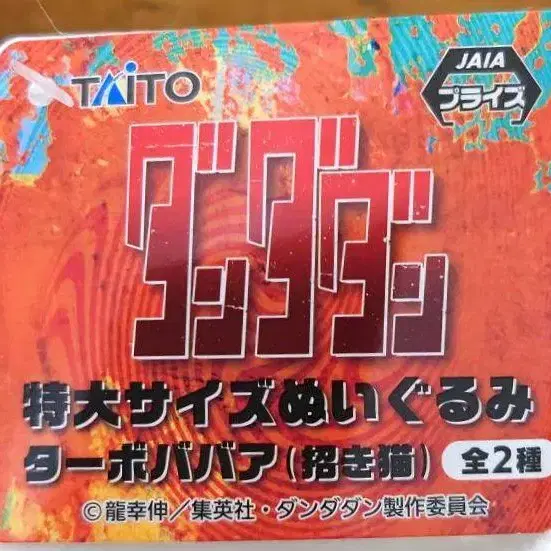 TAITO
JAIA
プライズ
ダンダダン
特大サイズぬいぐるみ
ターボババア(招き猫) 全2種
©龍幸伸/集英社・ダンダダン製作委員会